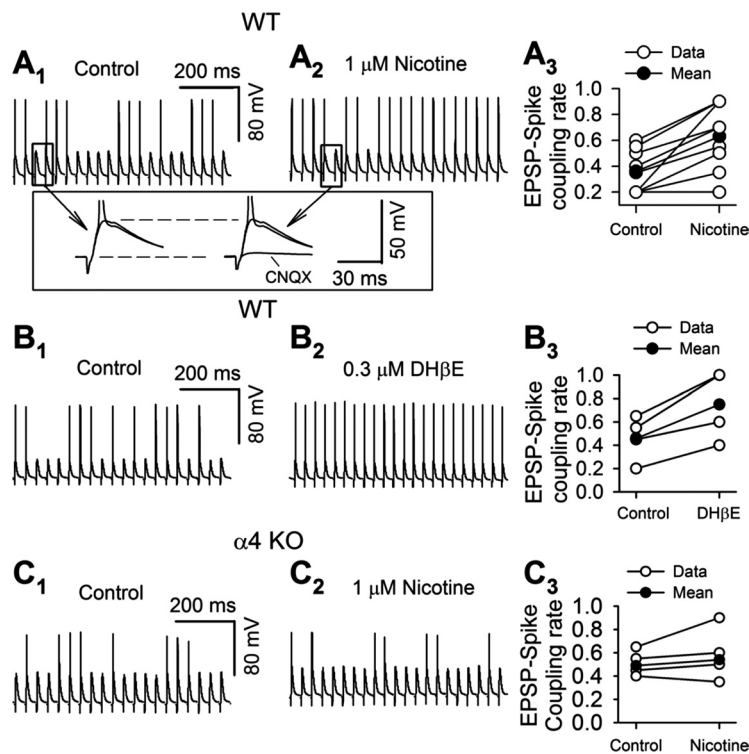 WT
A1
Control
200 ms
80 mV
A2
1 μM Nicotine
A3
Data
Mean
EPSP-Spike
coupling rate
1.0
0.8
0.6
0.4
0.2
Control
Nicotine
CNQX
30 ms
50 mV
WT
B1
Control
200 ms
80 mV
B2
0.3 μM DHβE
B3
Data
Mean
EPSP-Spike
coupling rate
1.0
0.8
0.6
0.4
0.2
0.0
Control
DHβE
α4 KO
C1
Control
200 ms
80 mV
C2
1 μM Nicotine
C3
Data
Mean
EPSP-Spike
Coupling rate
1.0
0.8
0.6
0.4
0.2
0.0
Control
Nicotine